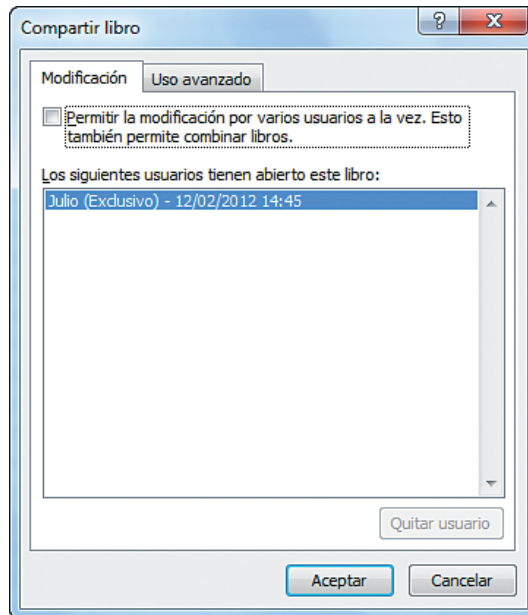 Compartir libro
Modificación
Uso avanzado
Permitir la modificación por varios usuarios a la vez. Esto
también permite combinar libros.
Los siguientes usuarios tienen abierto este libro:
Julio (Exclusivo) - 12/02/2012 14:45
Quitar usuario
Aceptar
Cancelar